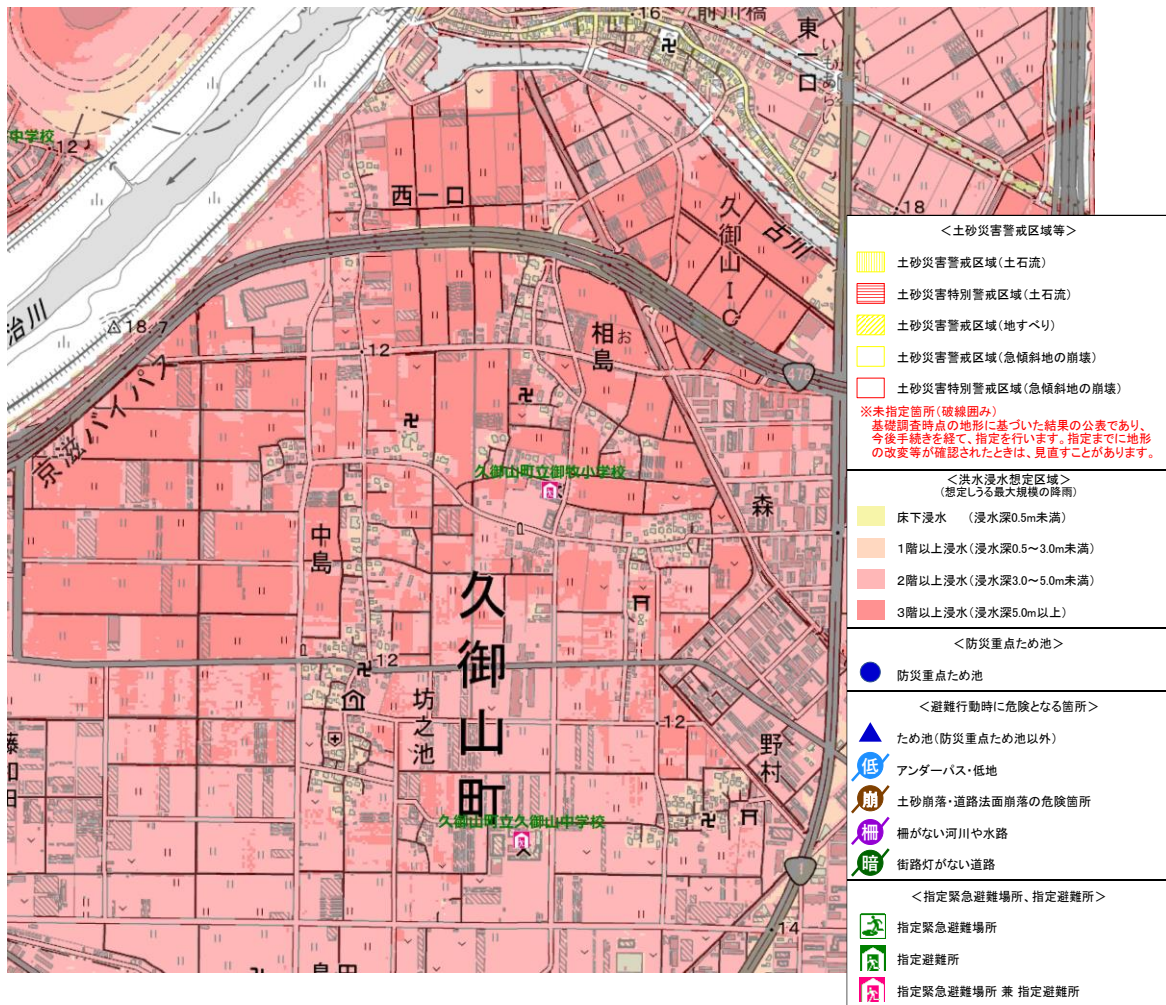 16
前川橋
東一口
いもあらい
中学校
12
西一口
18
久御山IC
古川
治川
18.7
相島
お
12
478
京滋バイパス
久御山町立御牧小学校
森
中島
久御山町
12
坊之池
12
野村
久御山町立久御山中学校
1
14
島田
<土砂災害警戒区域等>
土砂災害警戒区域(土石流)
土砂災害特別警戒区域(土石流)
土砂災害警戒区域(地すべり)
土砂災害警戒区域(急傾斜地の崩壊)
土砂災害特別警戒区域(急傾斜地の崩壊)
※未指定箇所(破線囲み)
基礎調査時点の地形に基づいた結果の公表であり、
今後手続きを経て、指定を行います。指定までに地形
の改変等が確認されたときは、見直すことがあります。
<洪水浸水想定区域>
(想定しうる最大規模の降雨)
床下浸水 (浸水深0.5m未満)
1階以上浸水(浸水深0.5~3.0m未満)
2階以上浸水(浸水深3.0~5.0m未満)
3階以上浸水(浸水深5.0m以上)
<防災重点ため池>
防災重点ため池
<避難行動時に危険となる箇所>
ため池(防災重点ため池以外)
低 アンダーパス・低地
崩 土砂崩落・道路法面崩落の危険箇所
柵 柵がない河川や水路
暗 街路灯がない道路
<指定緊急避難場所、指定避難所>
指定緊急避難場所
指定避難所
指定緊急避難場所 兼 指定避難所